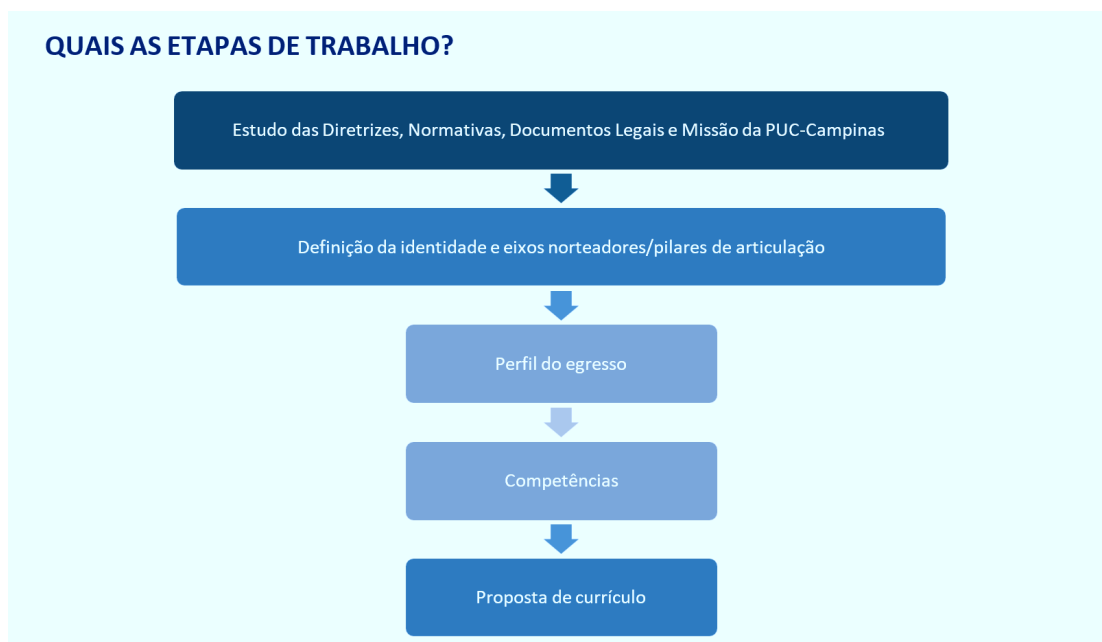 QUAIS AS ETAPAS DE TRABALHO?
Estudo das Diretrizes, Normativas, Documentos Legais e Missão da PUC-Campinas
Definição da identidade e eixos norteadores/pilares de articulação
Perfil do egresso
Competências
Proposta de currículo